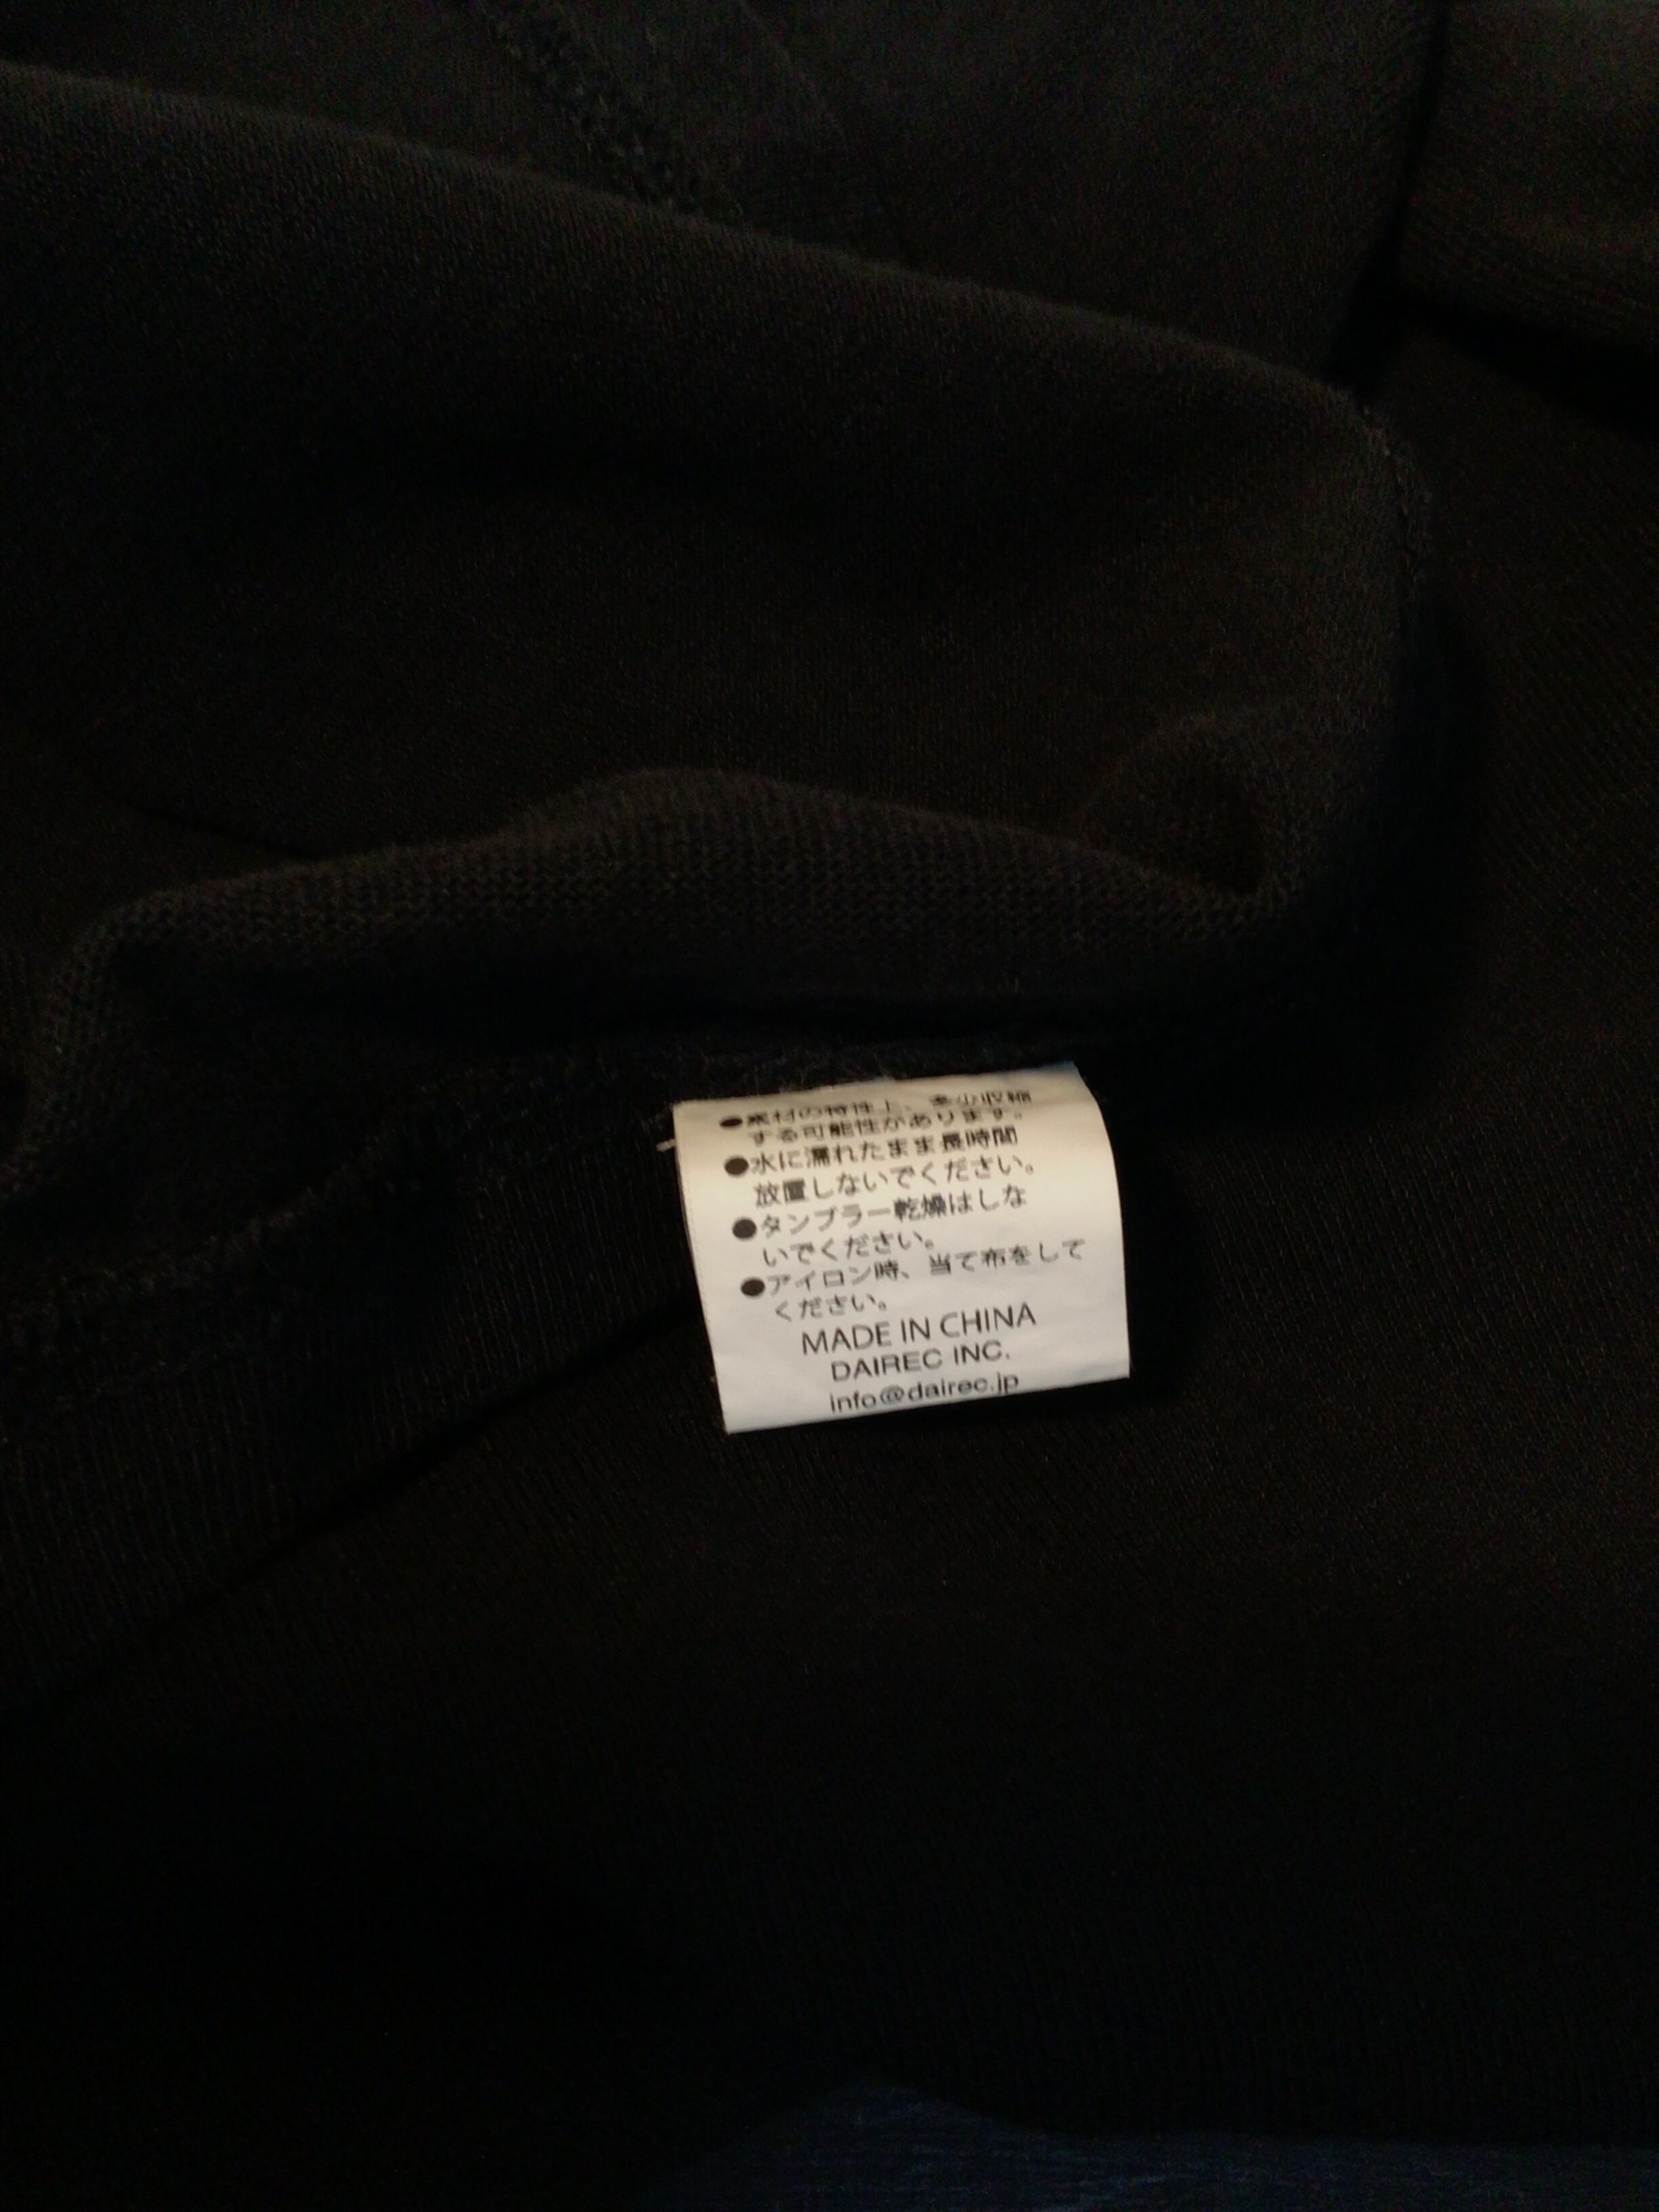 ●素材の特性上、多少収縮
する可能性があります。
●水に濡れたまま長時間
放置しないでください。
●タンブラー乾燥はしな
いでください。
●アイロン時、当て布をして
ください。
MADE IN CHINA
DAIREC INC.
info@dairec.jp